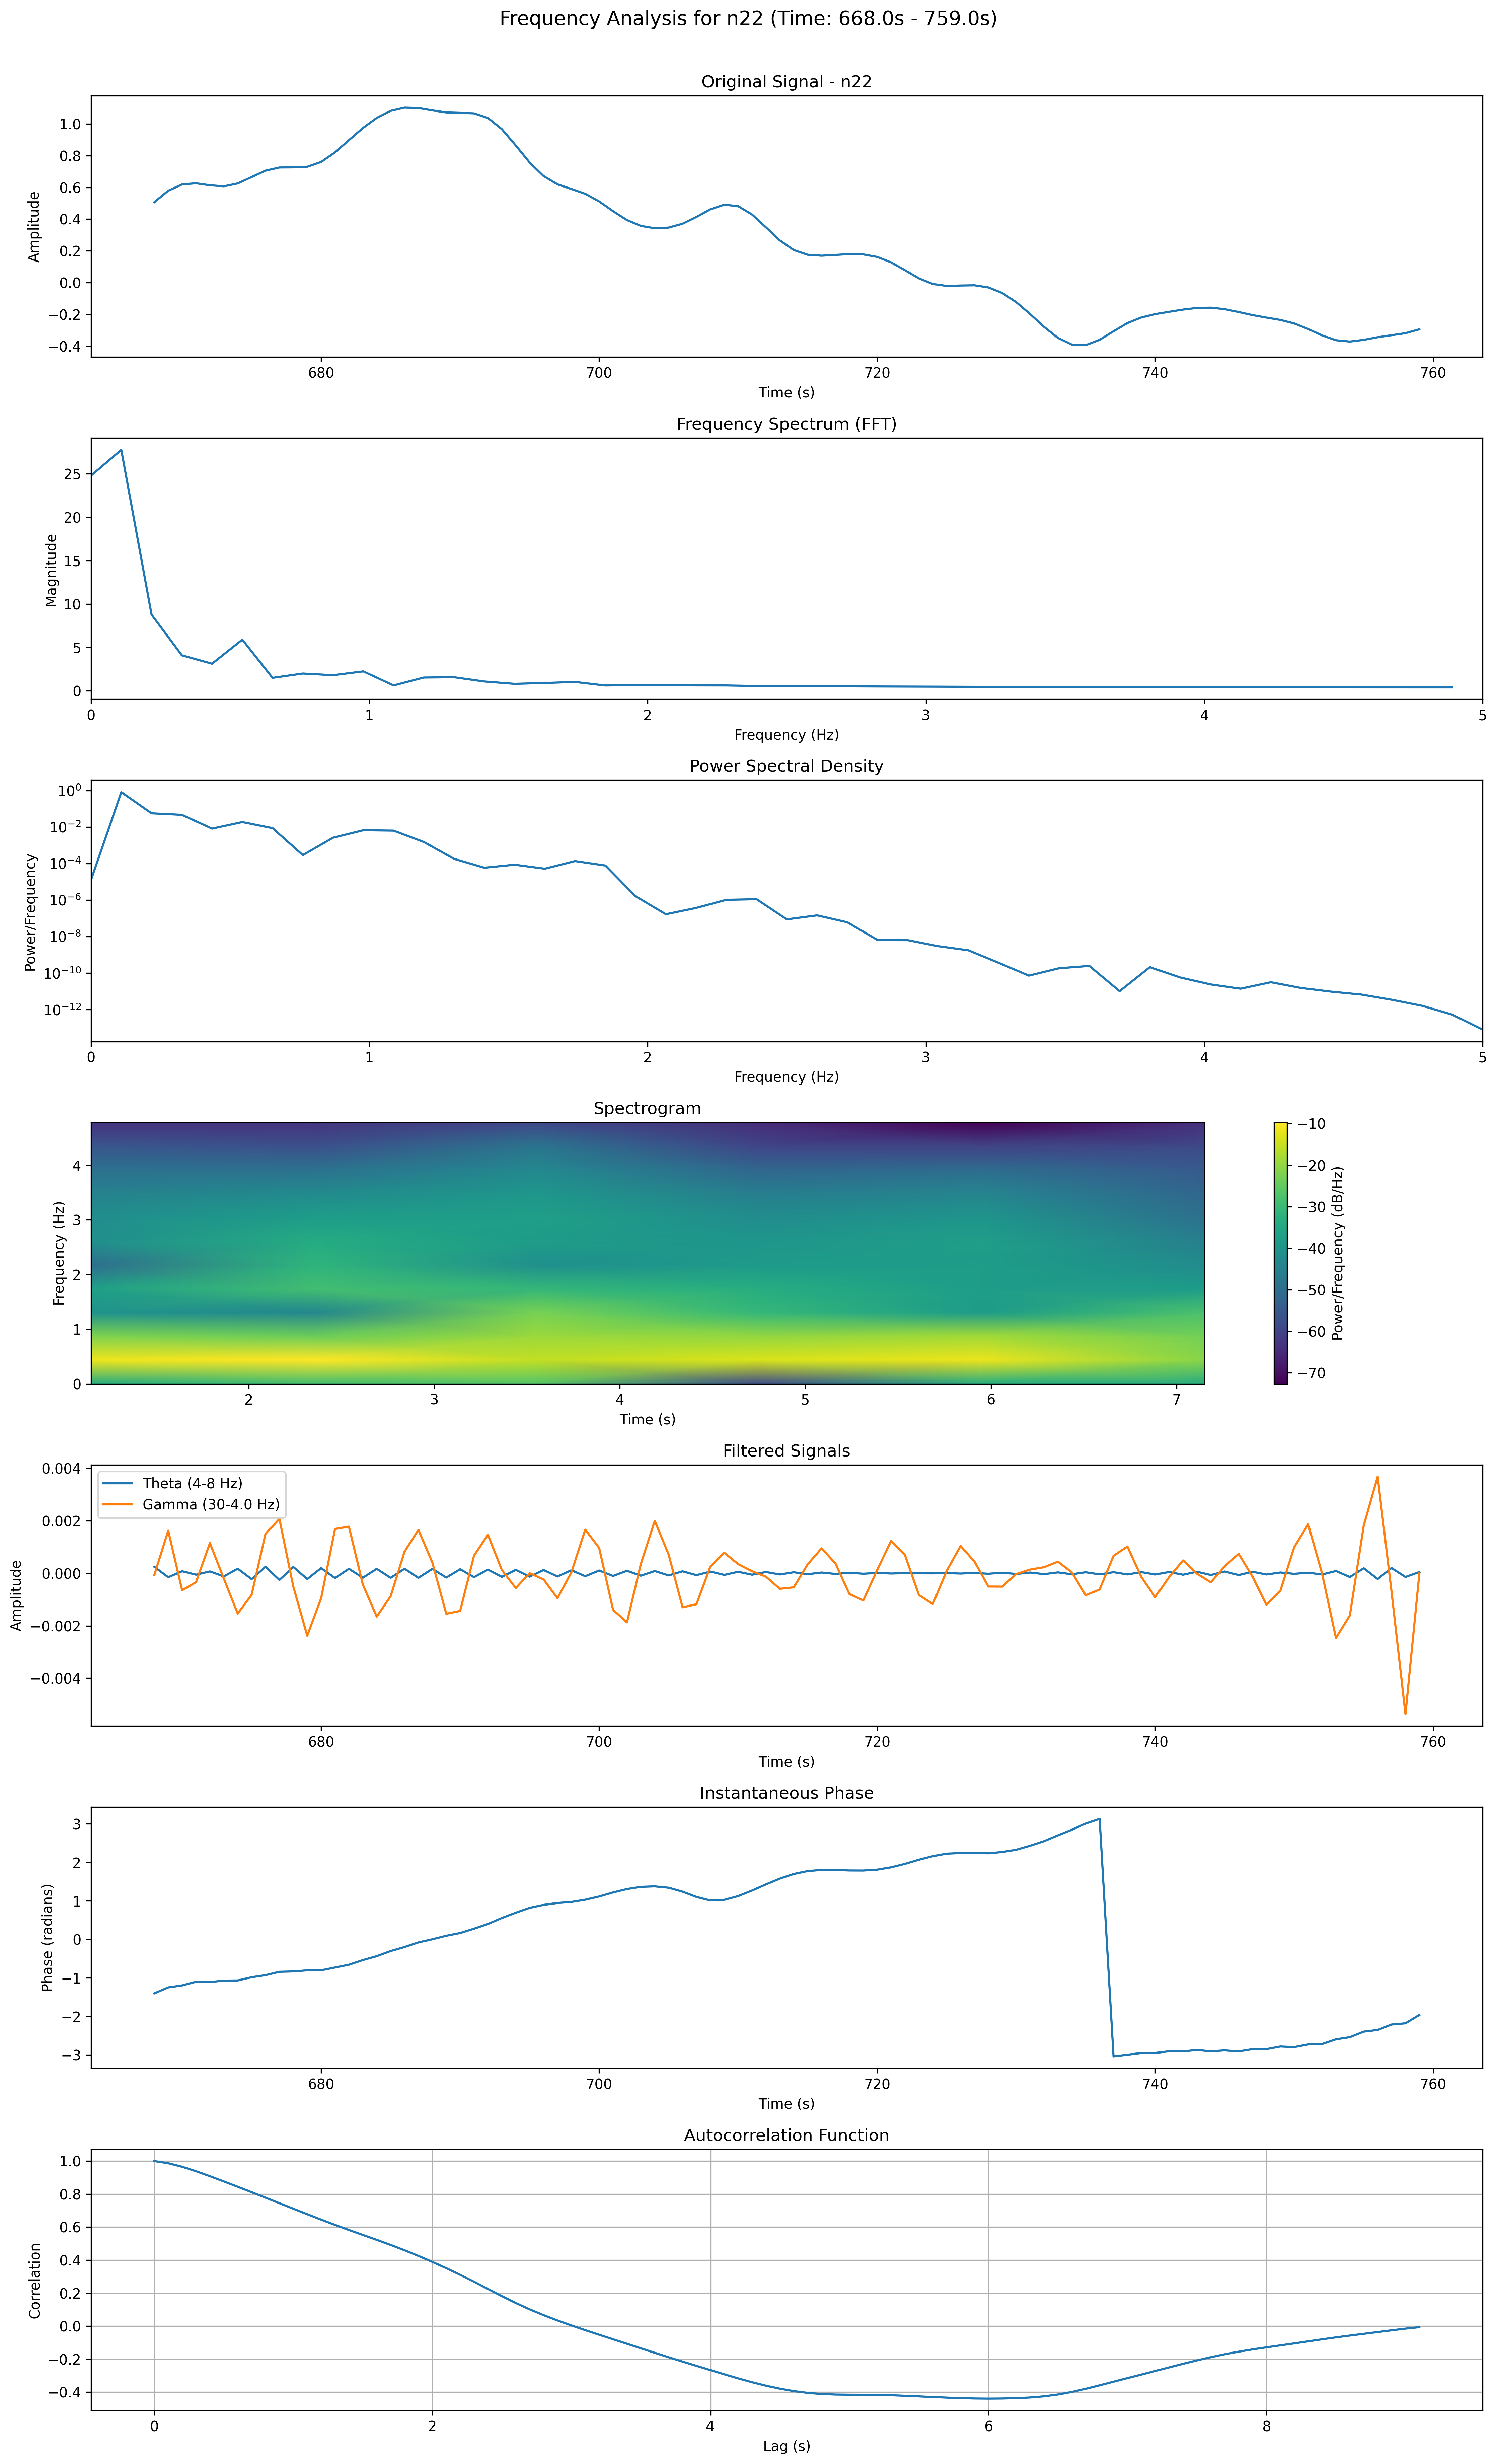 Frequency Analysis for n22 (Time: 668.0s - 759.0s)
Original Signal - n22
Amplitude
1.0
0.8
0.6
0.4
0.2
0.0
−0.2
−0.4
680 700 720 740 760
Time (s)
Frequency Spectrum (FFT)
Magnitude
25
20
15
10
5
0
0 1 2 3 4 5
Frequency (Hz)
Power Spectral Density
Power/Frequency
10⁰
10⁻²
10⁻⁴
10⁻⁶
10⁻⁸
10⁻¹⁰
10⁻¹²
0 1 2 3 4 5
Frequency (Hz)
Spectrogram
Frequency (Hz)
4
3
2
1
0
2 3 4 5 6 7
Time (s)
−10
−20
−30
−40
−50
−60
−70
Power/Frequency (dB/Hz)
Filtered Signals
Theta (4-8 Hz)
Gamma (30-4.0 Hz)
Amplitude
0.004
0.002
0.000
−0.002
−0.004
680 700 720 740 760
Time (s)
Instantaneous Phase
Phase (radians)
3
2
1
0
−1
−2
−3
680 700 720 740 760
Time (s)
Autocorrelation Function
Correlation
1.0
0.8
0.6
0.4
0.2
0.0
−0.2
−0.4
0 2 4 6 8
Lag (s)